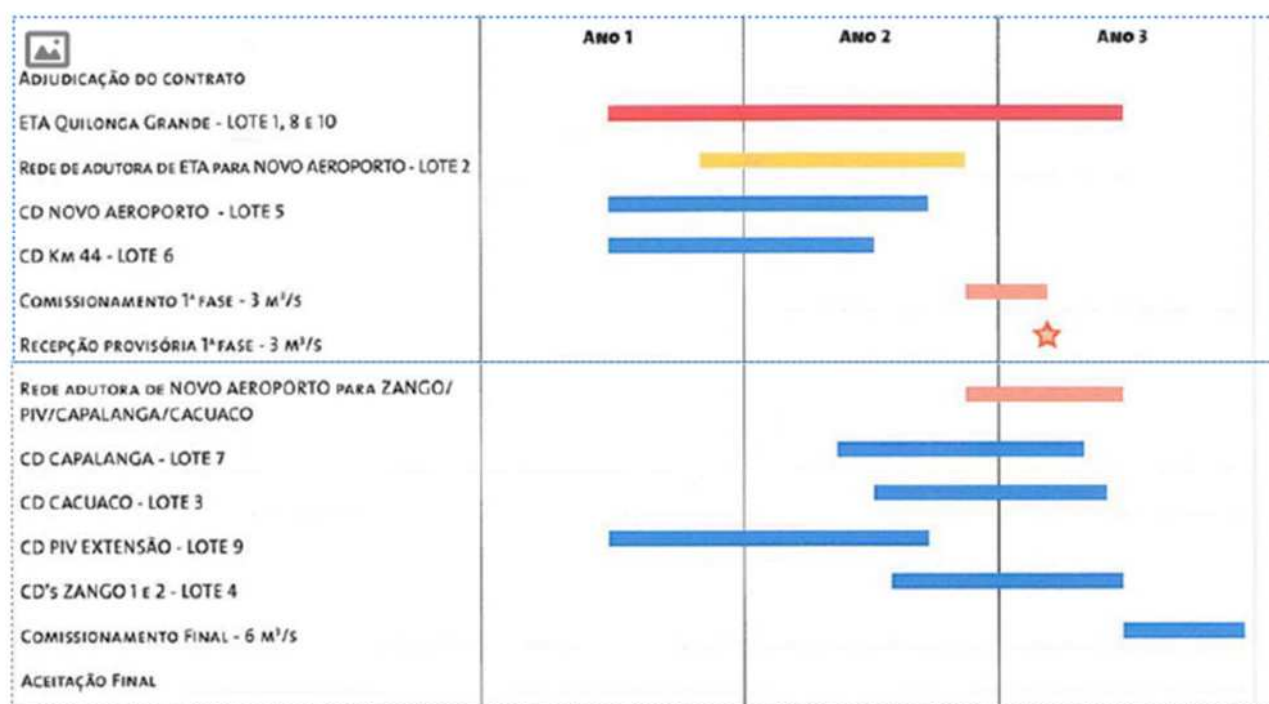 ANO 1 ANO 2 ANO 3
ADJUDICAÇÃO DO CONTRATO
ETA QUILONGA GRANDE - LOTE 1, 8 E 10
REDE DE ADUTORA DE ETA PARA NOVO AEROPORTO - LOTE 2
CD NOVO AEROPORTO - LOTE 5
CD KM 44 - LOTE 6
COMISSIONAMENTO 1ª FASE - 3 M³/S
RECEPÇÃO PROVISÓRIA 1ª FASE - 3 M³/S
REDE ADUTORA DE NOVO AEROPORTO PARA ZANGO/
PIV/CAPALANGA/CACUACO
CD CAPALANGA - LOTE 7
CD CACUACO - LOTE 3
CD PIV EXTENSÃO - LOTE 9
CD's ZANGO 1 E 2 - LOTE 4
COMISSIONAMENTO FINAL - 6 M³/S
ACEITAÇÃO FINAL